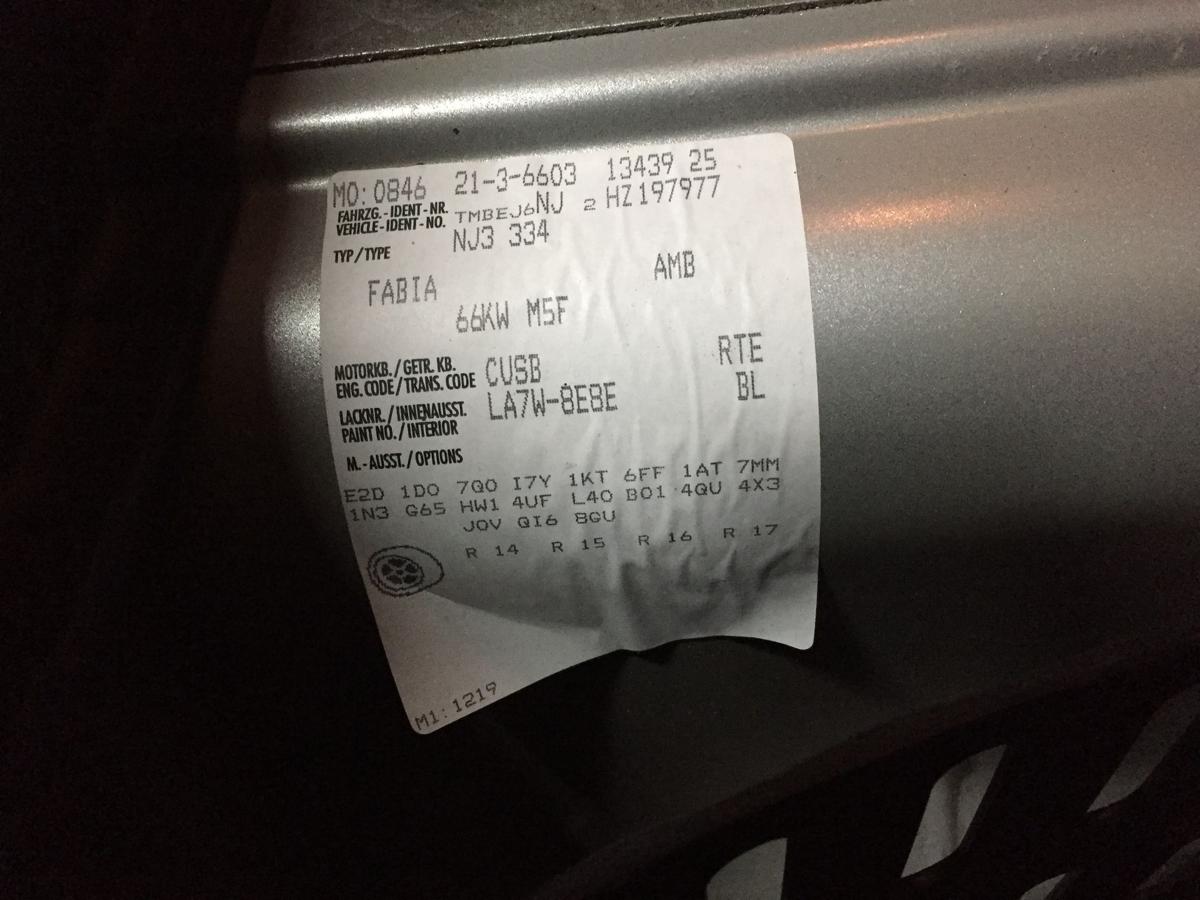 MO: 0846 21-3-6603 13439 25
FAHRZG.-IDENT-NR. TMBEJ6NJ 2 HZ197977
VEHICLE-IDENT-NO.
TYP/TYPE NJ3 334
FABIA AMB
66KW M5F
MOTORKB./GETR. KB. CUSB RTE
ENG. CODE/TRANS. CODE
LACKNR./INNENAUSST. LA7W-8E8E BL
PAINT NO./INTERIOR
M.-AUSST./OPTIONS
E2D 1D0 7Q0 I7Y 1KT 6FF 1AT 7MM
1N3 G65 HW1 4UF L40 B01 4QU 4X3
J0V QI6 8GU
R 14 R 15 R 16 R 17
M1: 1219